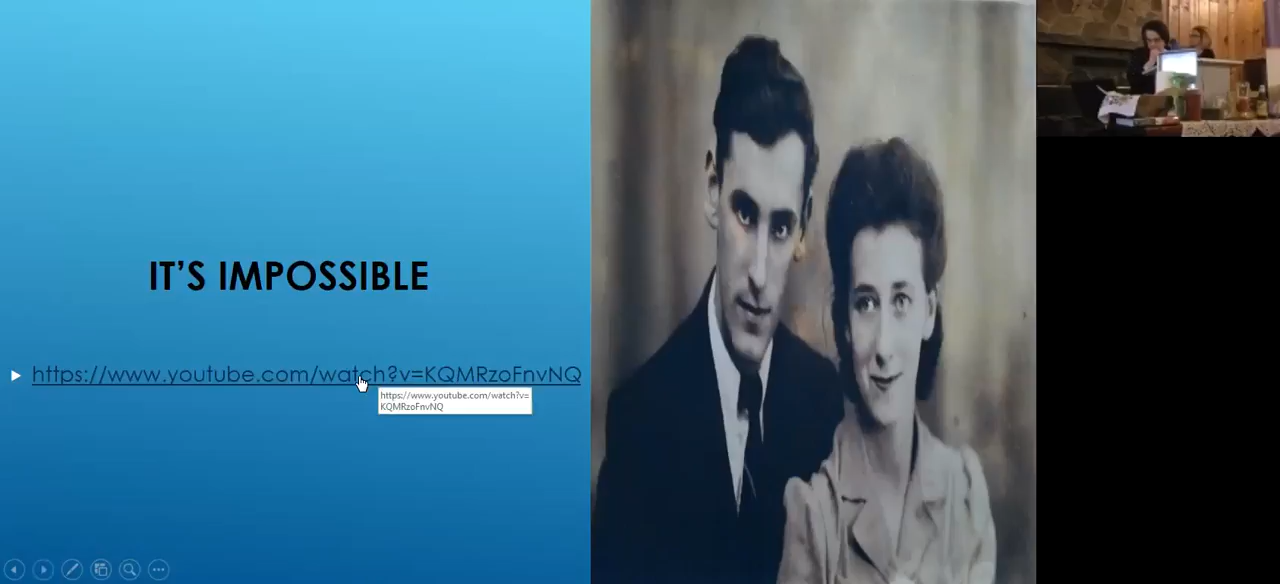 IT'S IMPOSSIBLE
https://www.youtube.com/watch?v=KQMRzoFnvNQ
https://www.youtube.com/watch?v=
KQMRzoFnvNQ